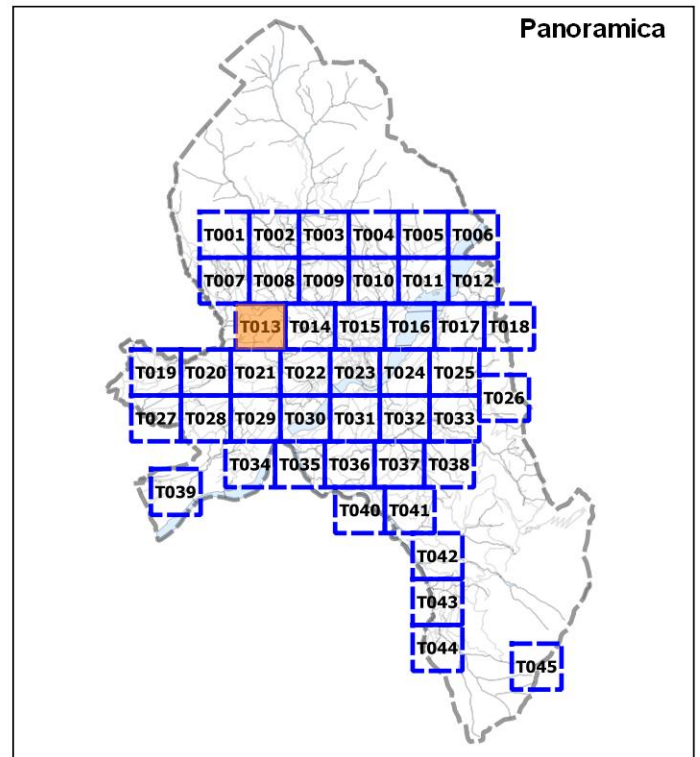 Panoramica
T001 T002 T003 T004 T005 T006
T007 T008 T009 T010 T011 T012
T013 T014 T015 T016 T017 T018
T019 T020 T021 T022 T023 T024 T025
T026
T027 T028 T029 T030 T031 T032 T033
T034 T035 T036 T037 T038
T039
T040 T041
T042
T043
T044
T045